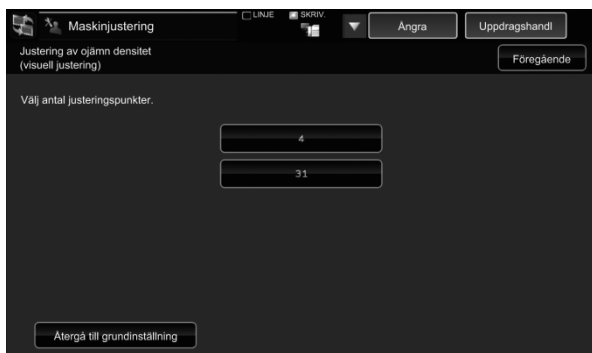 Maskinjustering
LINJE
SKRIV.
Ångra
Uppdragshandl
Justering av ojämn densitet
(visuell justering)
Föregående
Välj antal justeringspunkter.
4
31
Återgå till grundinställning